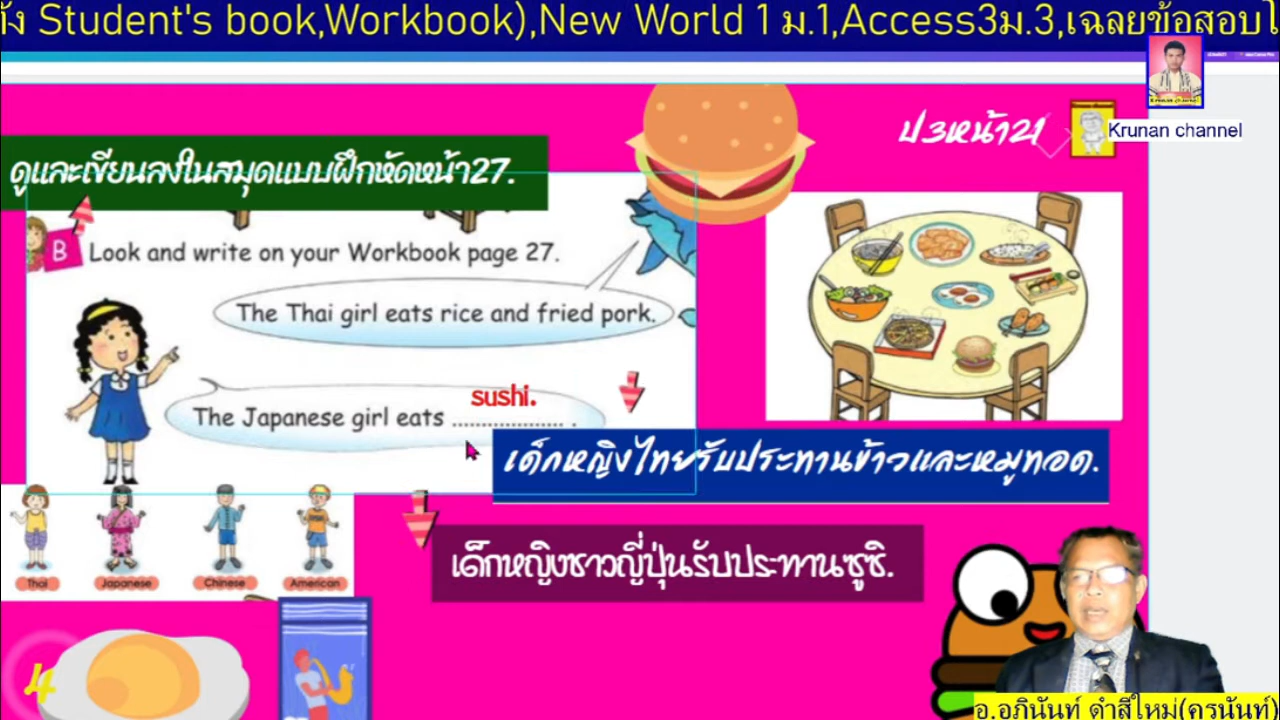 ทั้ง Student's book,Workbook),New World 1 ม.1,Access3ม.3,เฉลยข้อสอบโ
ป 3หน้า21
Krunan channel
ดูและเขียนลงในสมุดแบบฝึกหัดหน้า27.
B Look and write on your Workbook page 27.
The Thai girl eats rice and fried pork.
sushi.
The Japanese girl eats .................. .
เด็กหญิงไทยรับประทานข้าวและหมูทอด.
เด็กหญิงชาวญี่ปุ่นรับประทานซูชิ.
Thai Japanese Chinese American
4
อ.อภินันท์ ดำสีใหม่(ครูนันท์)